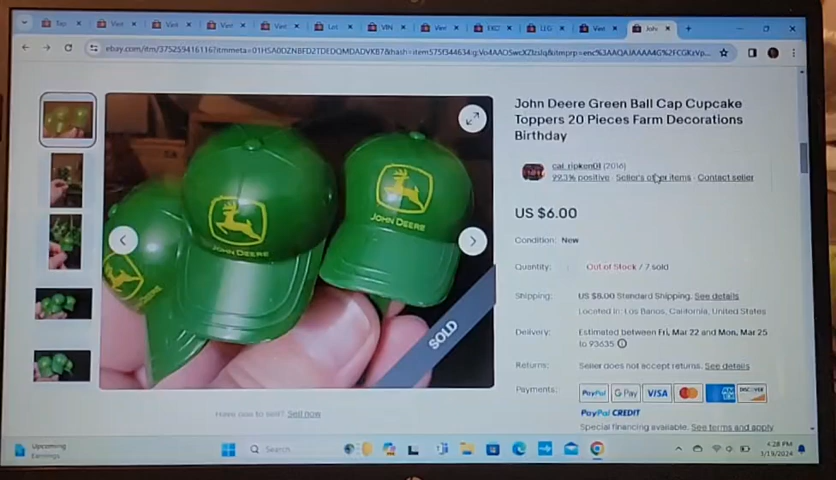 John Deere Green Ball Cap Cupcake
Toppers 20 Pieces Farm Decorations
Birthday
cal_ripken01 (2016)
99.3% positive · Seller's other items · Contact seller
US $6.00
Condition: New
Quantity: Out of Stock / 7 sold
Shipping: US $8.00 Standard Shipping. See details
Located in: Los Banos, California, United States
Delivery: Estimated between Fri, Mar 22 and Mon, Mar 25
to 93635
Returns: Seller does not accept returns. See details
Payments: PayPal G Pay VISA DISCOVER
PayPal CREDIT
Special financing available. See terms and apply
JOHN DEERE
JOHN DEERE
SOLD
Have one to sell? Sell now
Upcoming
Earnings
Search
4:28 PM